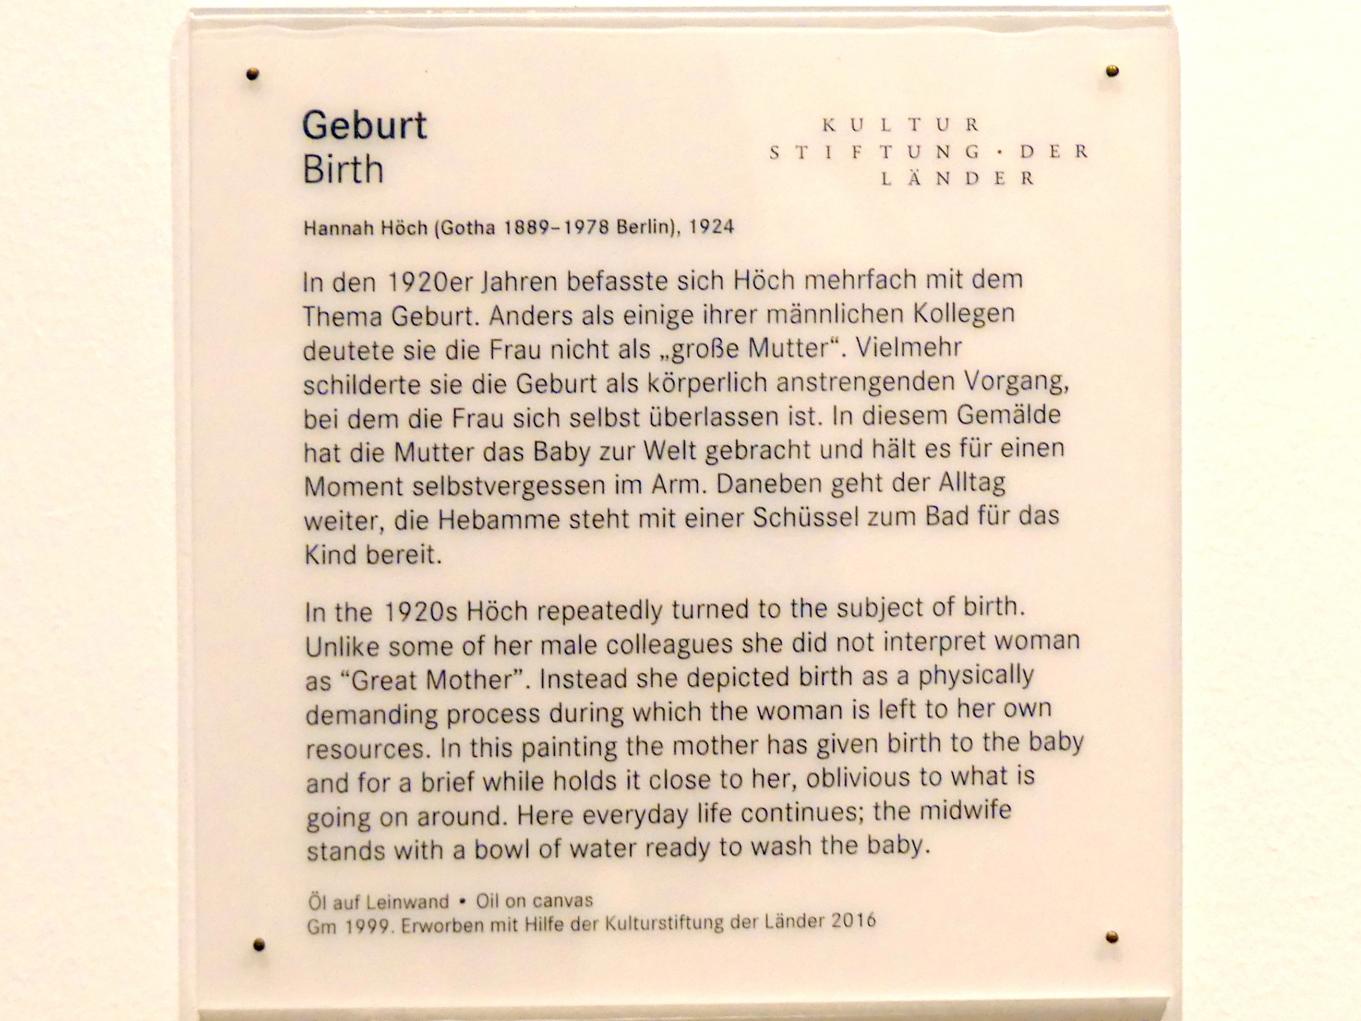 Geburt
Birth
KULTUR
STIFTUNG · DER
LÄNDER
Hannah Höch (Gotha 1889–1978 Berlin), 1924
In den 1920er Jahren befasste sich Höch mehrfach mit dem
Thema Geburt. Anders als einige ihrer männlichen Kollegen
deutete sie die Frau nicht als „große Mutter“. Vielmehr
schilderte sie die Geburt als körperlich anstrengenden Vorgang,
bei dem die Frau sich selbst überlassen ist. In diesem Gemälde
hat die Mutter das Baby zur Welt gebracht und hält es für einen
Moment selbstvergessen im Arm. Daneben geht der Alltag
weiter, die Hebamme steht mit einer Schüssel zum Bad für das
Kind bereit.
In the 1920s Höch repeatedly turned to the subject of birth.
Unlike some of her male colleagues she did not interpret woman
as “Great Mother”. Instead she depicted birth as a physically
demanding process during which the woman is left to her own
resources. In this painting the mother has given birth to the baby
and for a brief while holds it close to her, oblivious to what is
going on around. Here everyday life continues; the midwife
stands with a bowl of water ready to wash the baby.
Öl auf Leinwand • Oil on canvas
Gm 1999. Erworben mit Hilfe der Kulturstiftung der Länder 2016